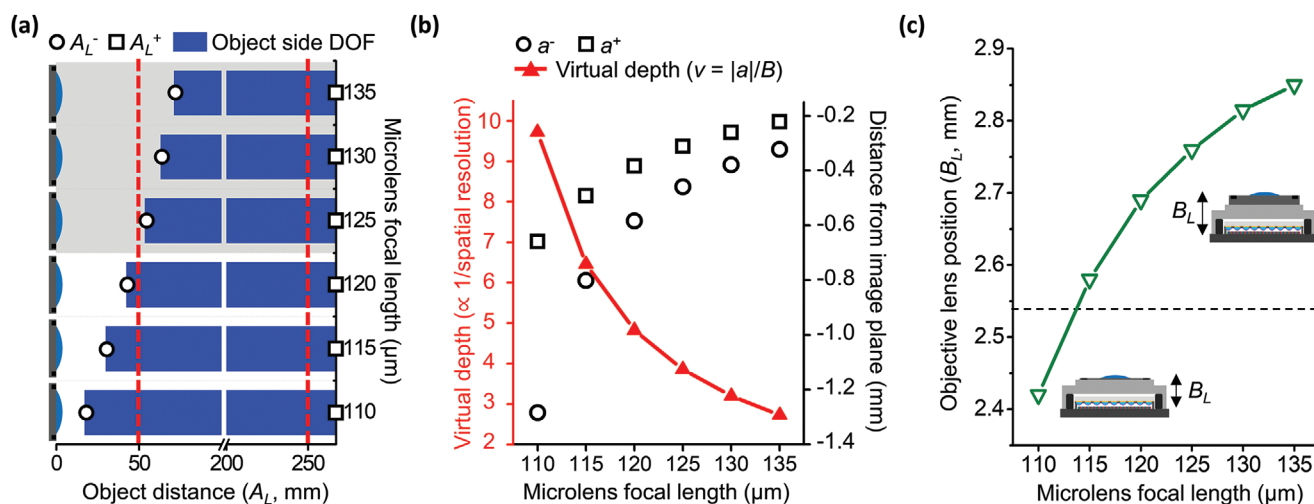 (a)
A_L^- A_L^+ Object side DOF
135
130
125
120
115
110
Microlens focal length (μm)
0 50 200 250
Object distance (A_L, mm)
(b)
a^- a^+
Virtual depth (v = |a|/B)
Virtual depth (∝ 1/spatial resolution)
10
9
8
7
6
5
4
3
2
-0.2
-0.4
-0.6
-0.8
-1.0
-1.2
-1.4
Distance from image plane (mm)
110 115 120 125 130 135
Microlens focal length (μm)
(c)
Objective lens position (B_L, mm)
2.9
2.8
2.7
2.6
2.5
2.4
B_L
B_L
110 115 120 125 130 135
Microlens focal length (μm)